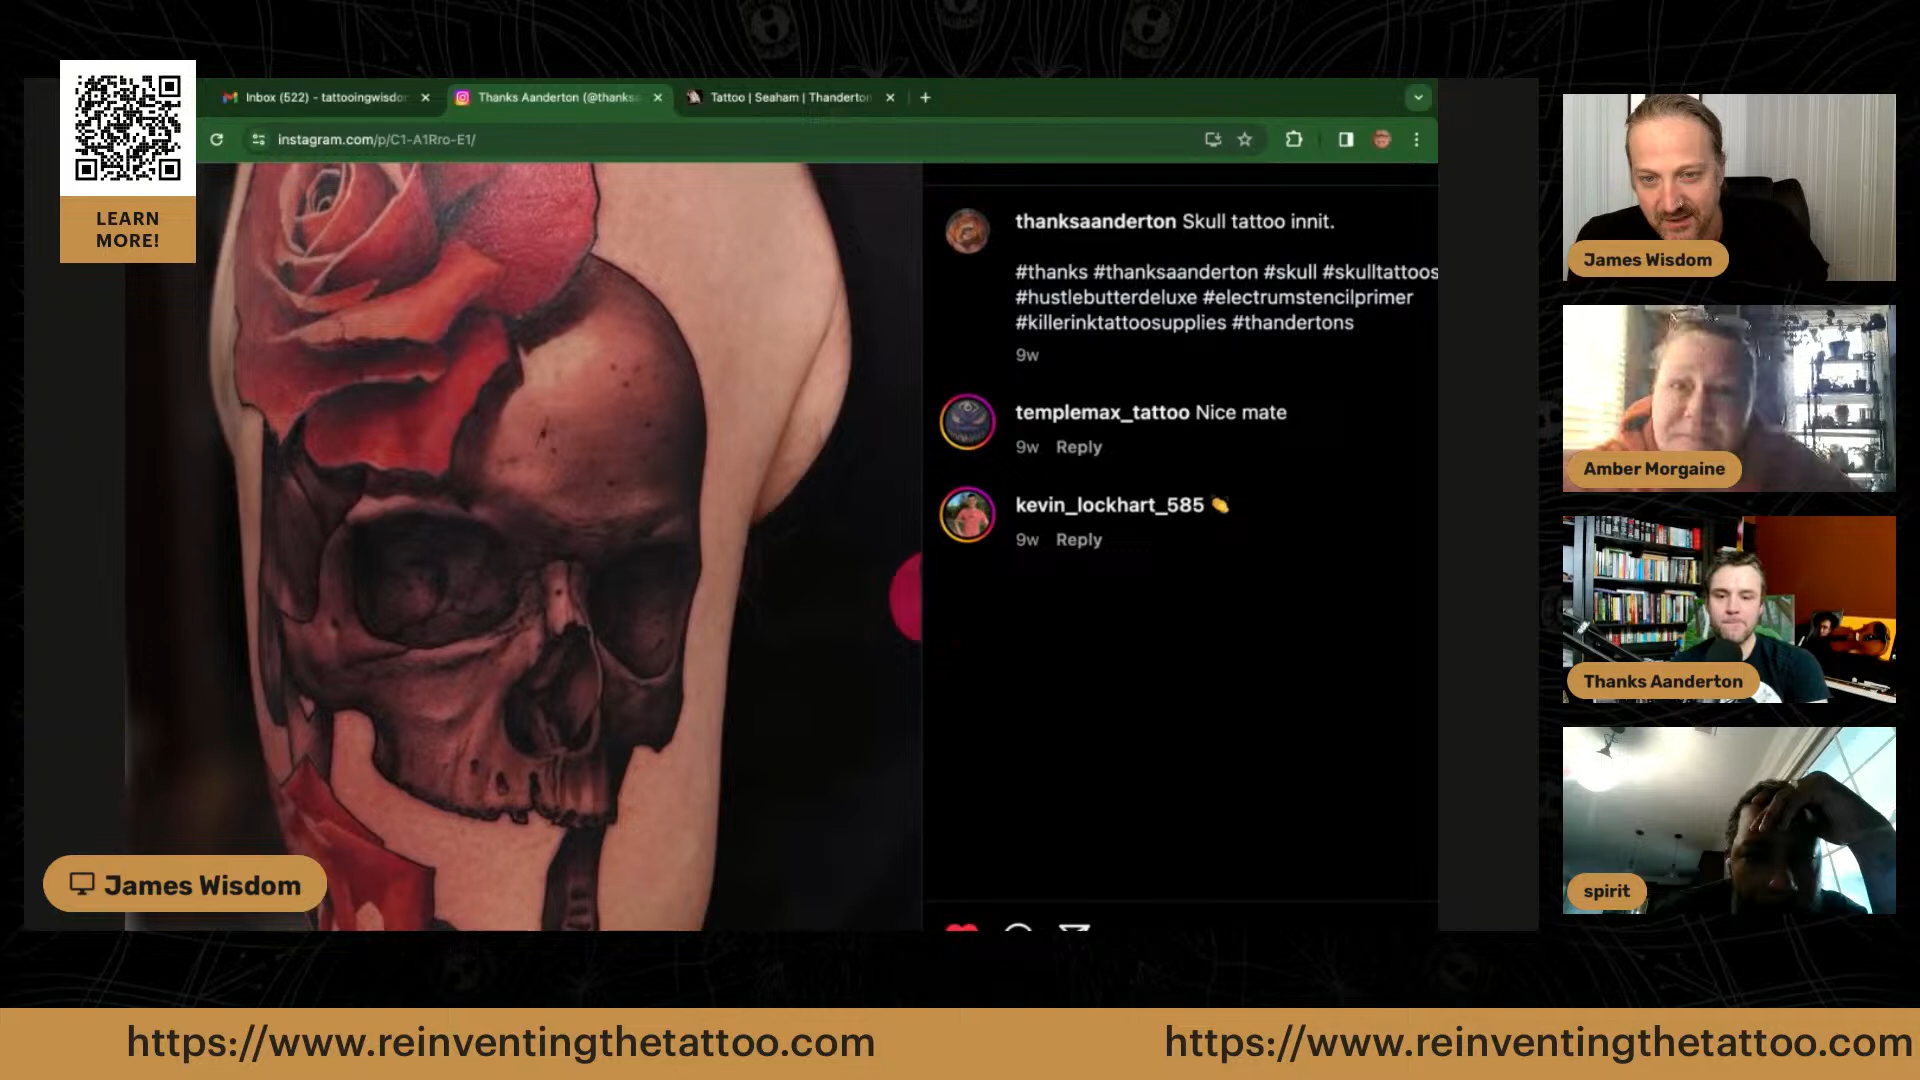 LEARN
MORE!
Inbox (522) - tattooingwisdo
Thanks Aanderton (@thanks
Tattoo | Seaham | Thanderton
instagram.com/p/C1-A1Rro-E1/
thanksaanderton Skull tattoo innit.
#thanks #thanksaanderton #skull #skulltattoos
#hustlebutterdeluxe #electrumstencilprimer
#killerinktattoosupplies #thandertons
9w
templemax_tattoo Nice mate
9w Reply
kevin_lockhart_585 👏
9w Reply
James Wisdom
James Wisdom
Amber Morgaine
Thanks Aanderton
spirit
https://www.reinventingthetattoo.com
https://www.reinventingthetattoo.com